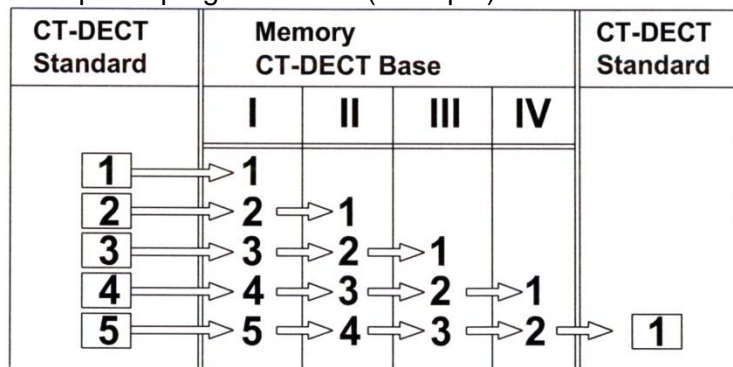 CT-DECT Standard Memory CT-DECT Base CT-DECT Standard
I II III IV
1 1
2 2 1
3 3 2 1
4 4 3 2 1
5 5 4 3 2 1